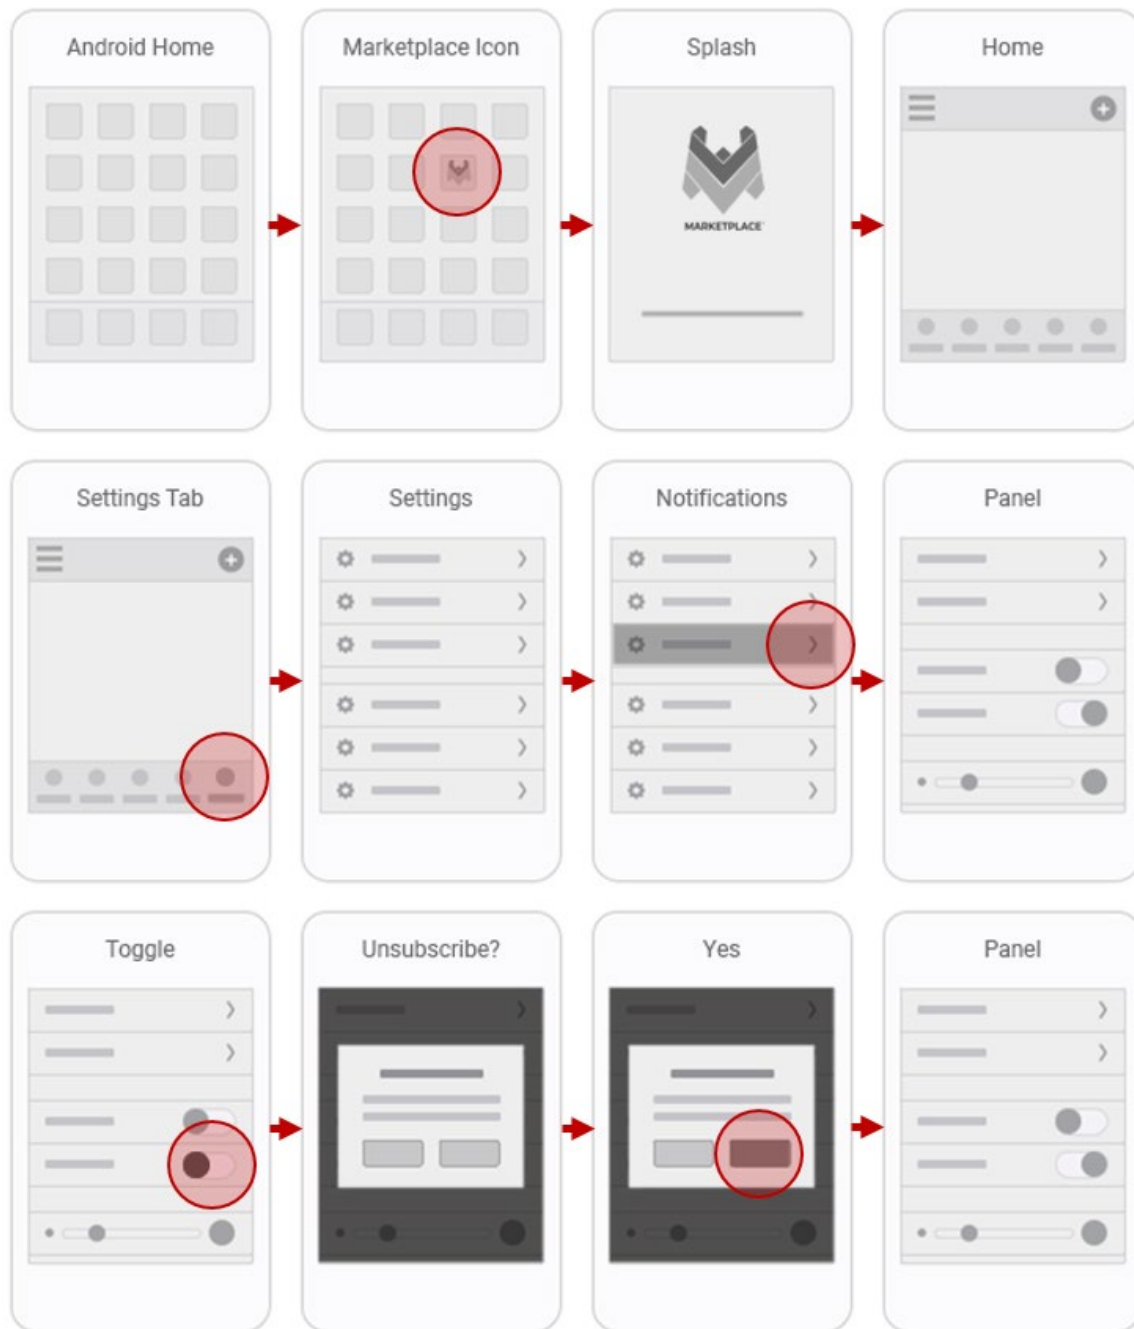 Android Home
Marketplace Icon
Splash
Home
MARKETPLACE
Settings Tab
Settings
Notifications
Panel
Toggle
Unsubscribe?
Yes
Panel